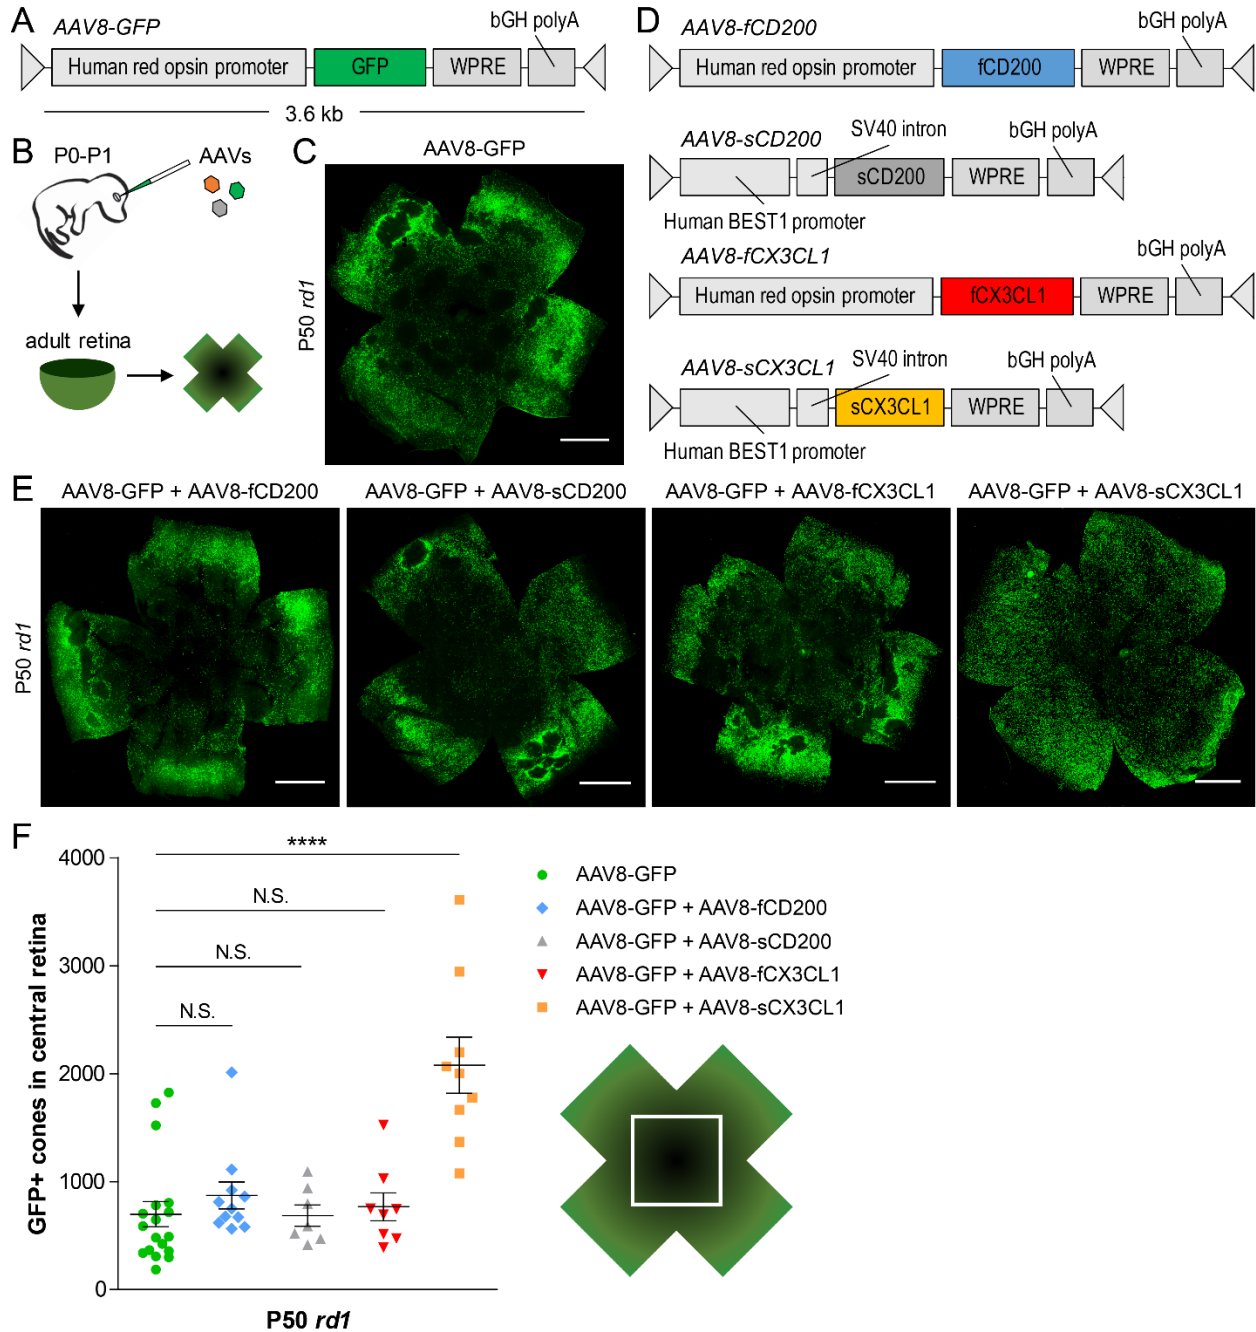 A
AAV8-GFP
bGH polyA
Human red opsin promoter
GFP
WPRE
3.6 kb
B
P0-P1
AAVs
adult retina
C
AAV8-GFP
P50 rd1
D
AAV8-fCD200
bGH polyA
Human red opsin promoter
fCD200
WPRE
AAV8-sCD200
SV40 intron
bGH polyA
sCD200
WPRE
Human BEST1 promoter
AAV8-fCX3CL1
bGH polyA
Human red opsin promoter
fCX3CL1
WPRE
AAV8-sCX3CL1
SV40 intron
bGH polyA
sCX3CL1
WPRE
Human BEST1 promoter
E
AAV8-GFP + AAV8-fCD200
AAV8-GFP + AAV8-sCD200
AAV8-GFP + AAV8-fCX3CL1
AAV8-GFP + AAV8-sCX3CL1
P50 rd1
F
GFP+ cones in central retina
4000
3000
2000
1000
0
****
N.S.
N.S.
N.S.
P50 rd1
AAV8-GFP
AAV8-GFP + AAV8-fCD200
AAV8-GFP + AAV8-sCD200
AAV8-GFP + AAV8-fCX3CL1
AAV8-GFP + AAV8-sCX3CL1